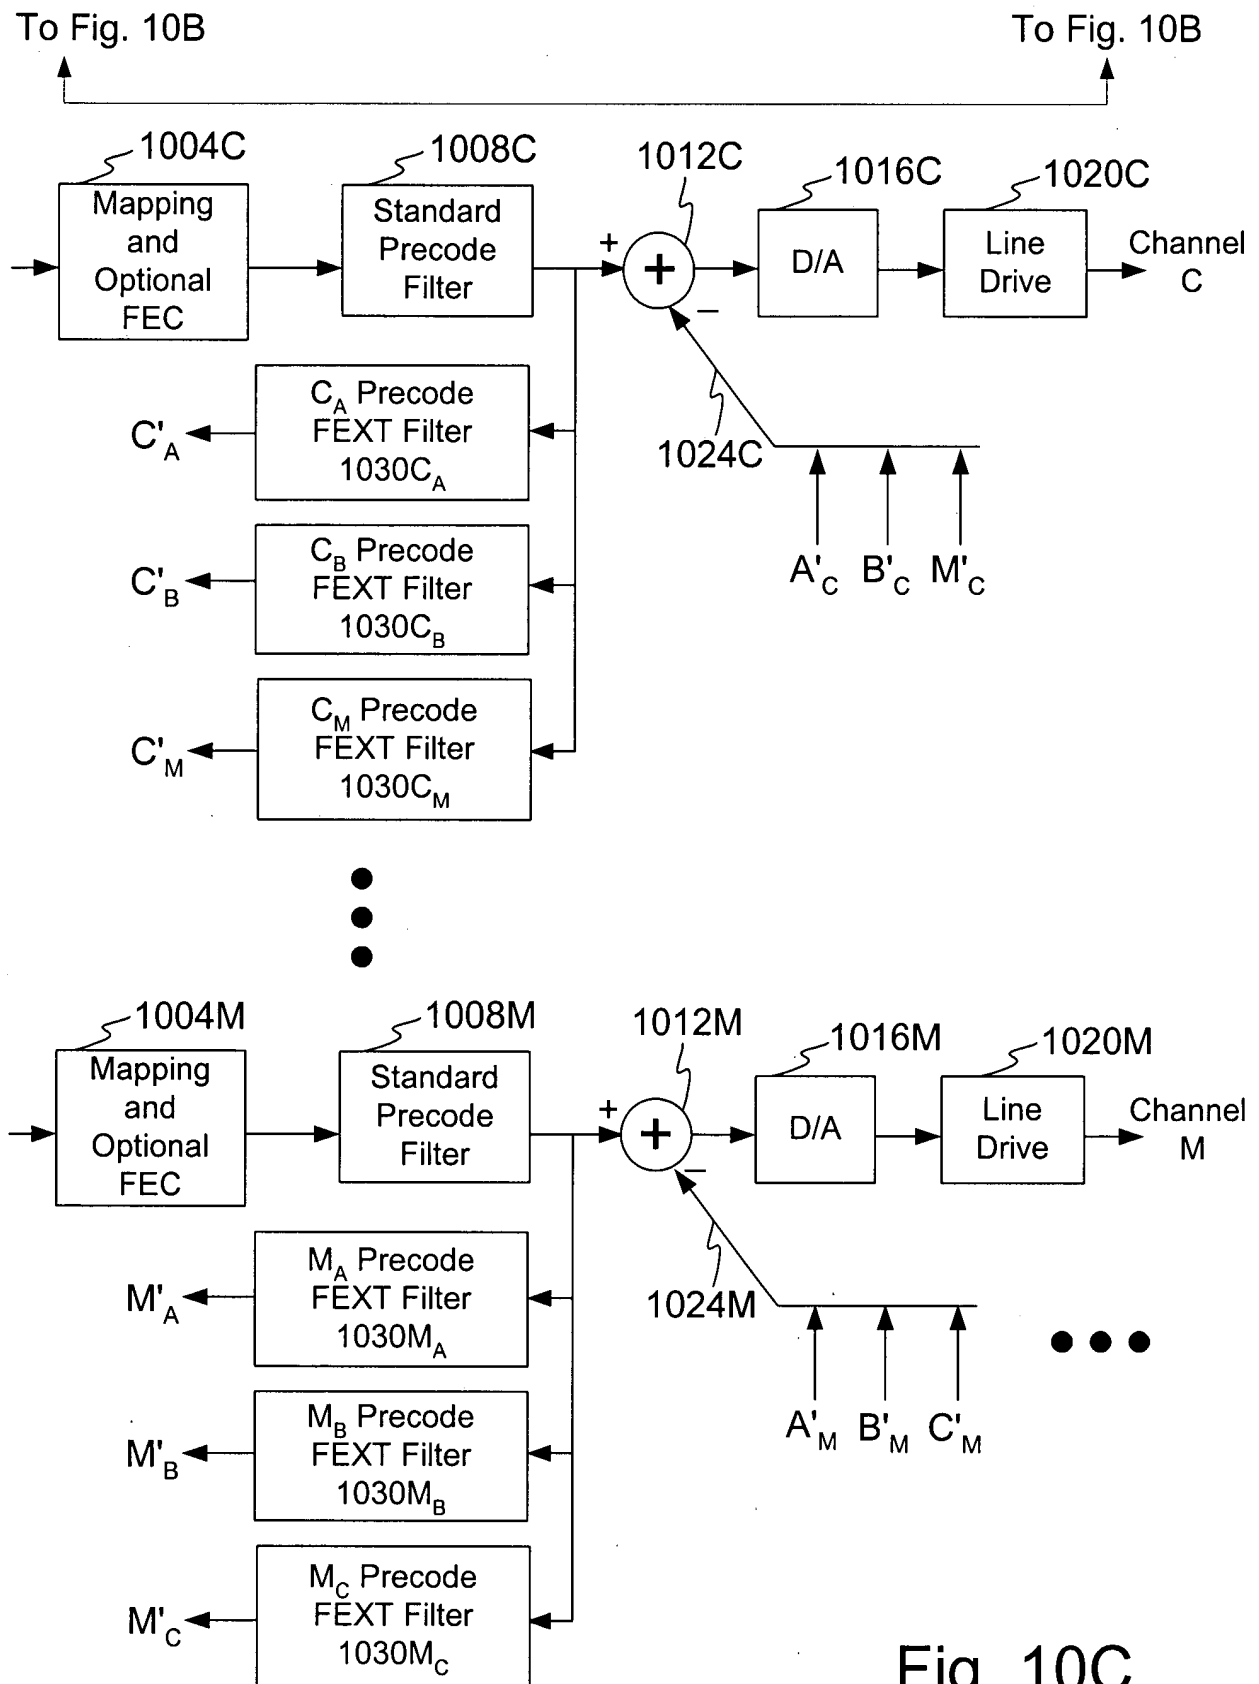 To Fig. 10B
To Fig. 10B
1004C
1008C
1012C
1016C
1020C
Mapping
and
Optional
FEC
Standard
Precode
Filter
+
+
–
D/A
Line
Drive
Channel
C
1024C
A'C B'C M'C
CA Precode
FEXT Filter
1030CA
C'A
CB Precode
FEXT Filter
1030CB
C'B
CM Precode
FEXT Filter
1030CM
C'M
1004M
1008M
1012M
1016M
1020M
Mapping
and
Optional
FEC
Standard
Precode
Filter
+
+
–
D/A
Line
Drive
Channel
M
1024M
A'M B'M C'M
MA Precode
FEXT Filter
1030MA
M'A
MB Precode
FEXT Filter
1030MB
M'B
MC Precode
FEXT Filter
1030MC
M'C
Fig. 10C